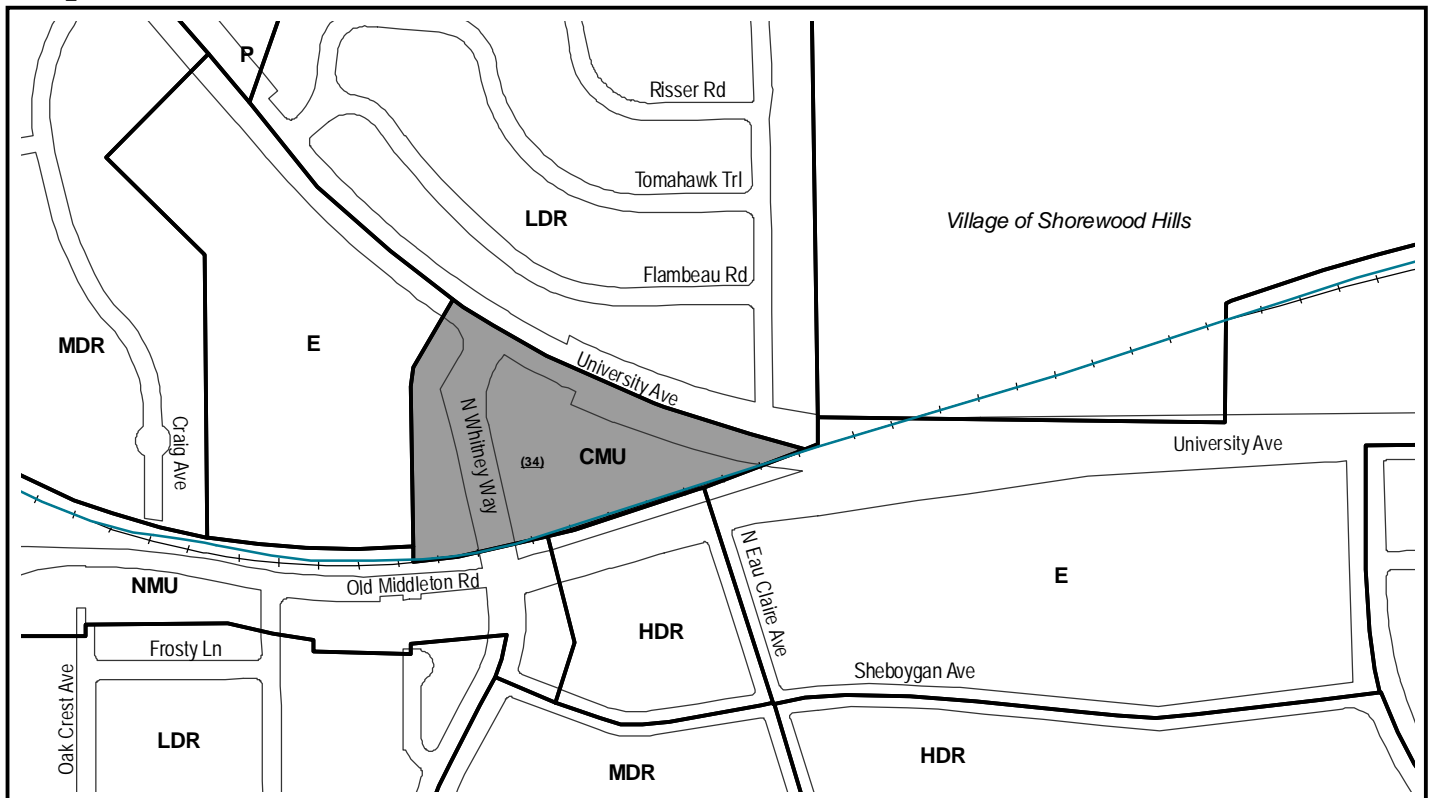 P
Risser Rd
Tomahawk Trl
LDR
Village of Shorewood Hills
Flambeau Rd
MDR
E
University Ave
N Whitney Way
Craig Ave
(34)
CMU
University Ave
N Eau Claire Ave
E
NMU
Old Middleton Rd
HDR
Frosty Ln
Sheboygan Ave
Oak Crest Ave
LDR
MDR
HDR